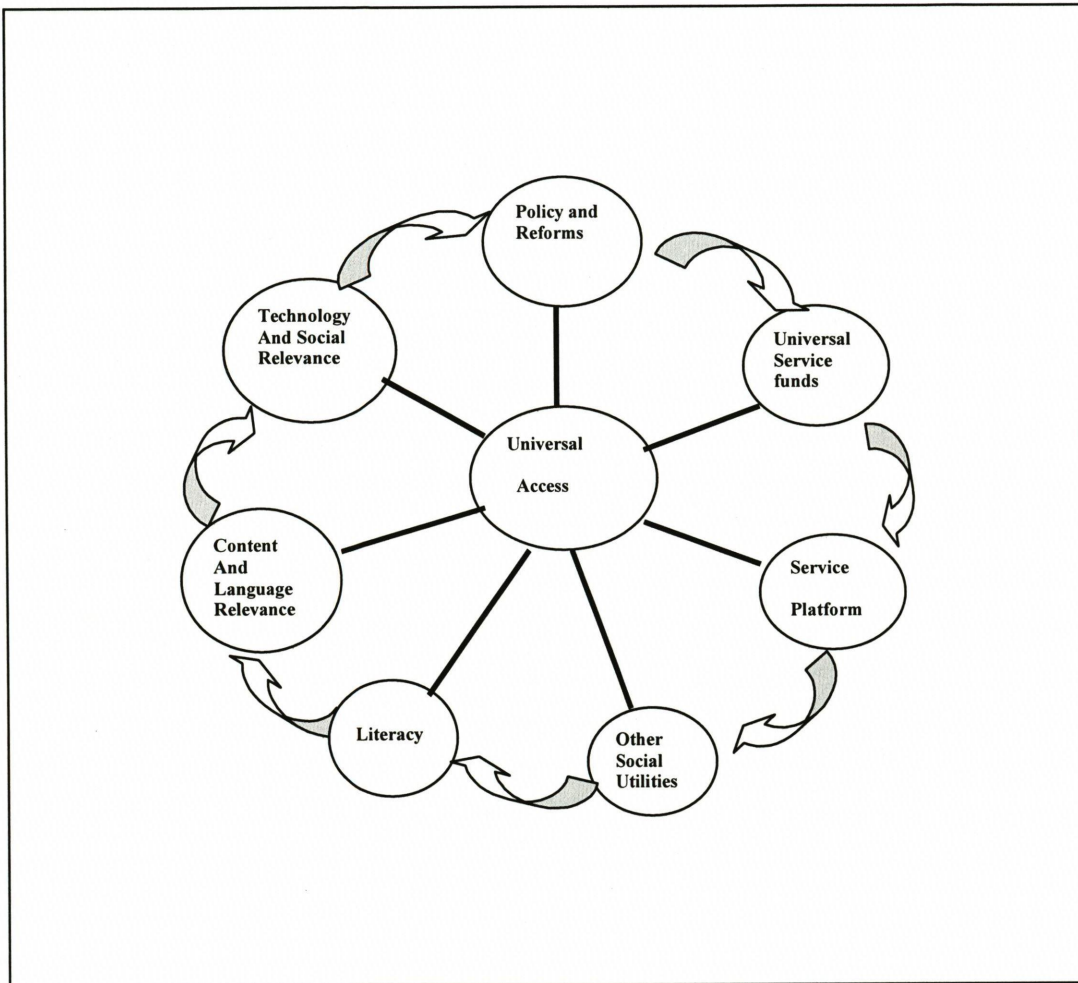 Policy and
Reforms
Technology
And Social
Relevance
Universal
Service
funds
Universal
Access
Content
And
Language
Relevance
Service
Platform
Literacy
Other
Social
Utilities